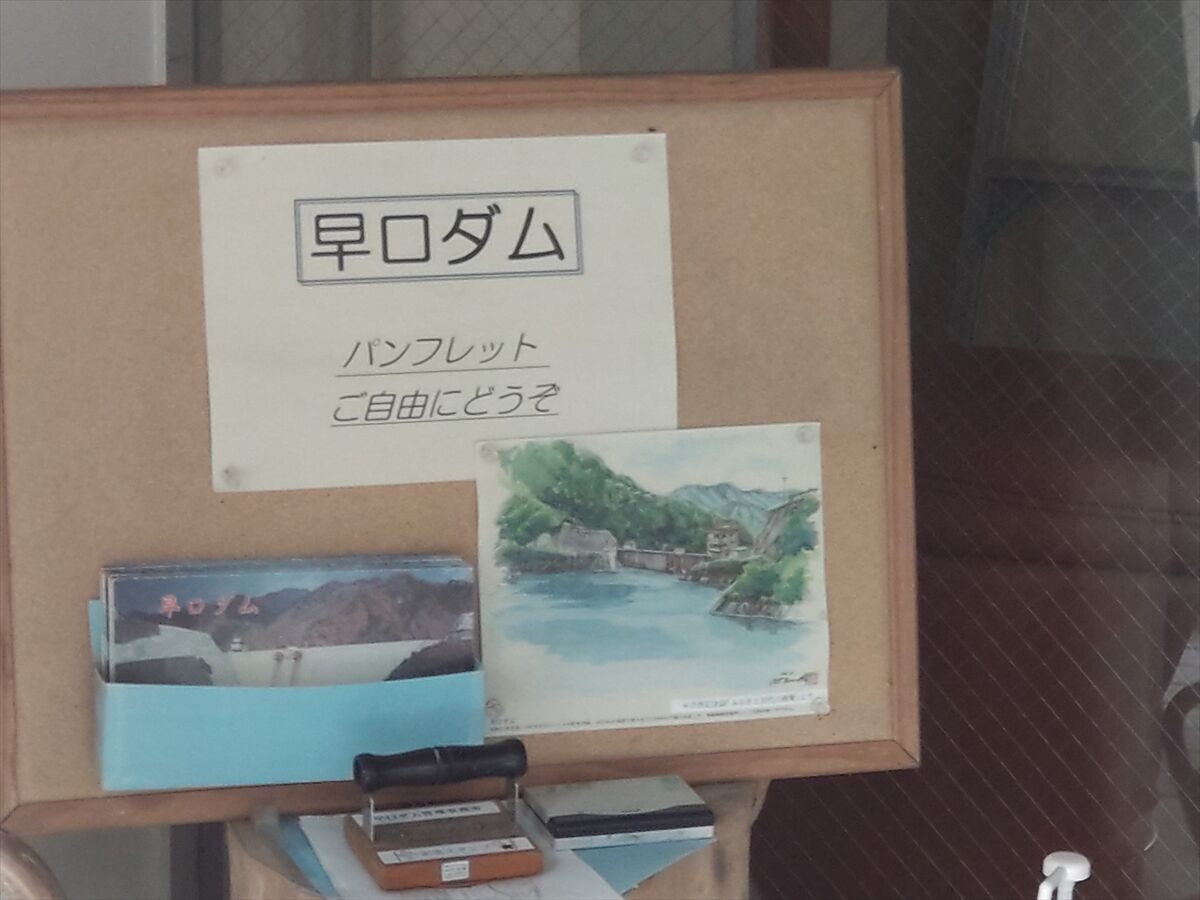 早口ダム
パンフレット
ご自由にどうぞ
早口ダム